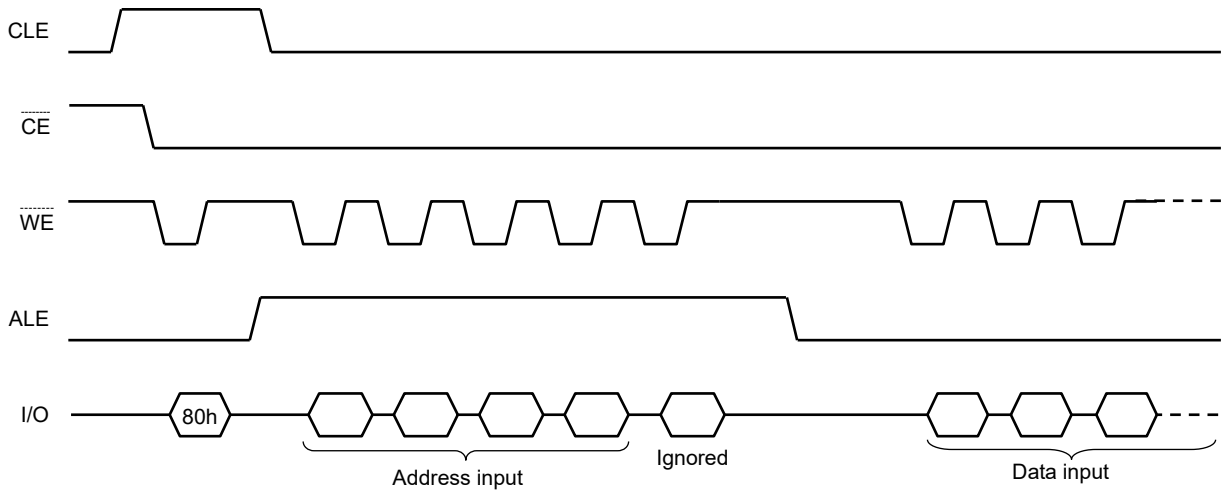 CLE
CE
WE
ALE
I/O
80h
Address input
Ignored
Data input